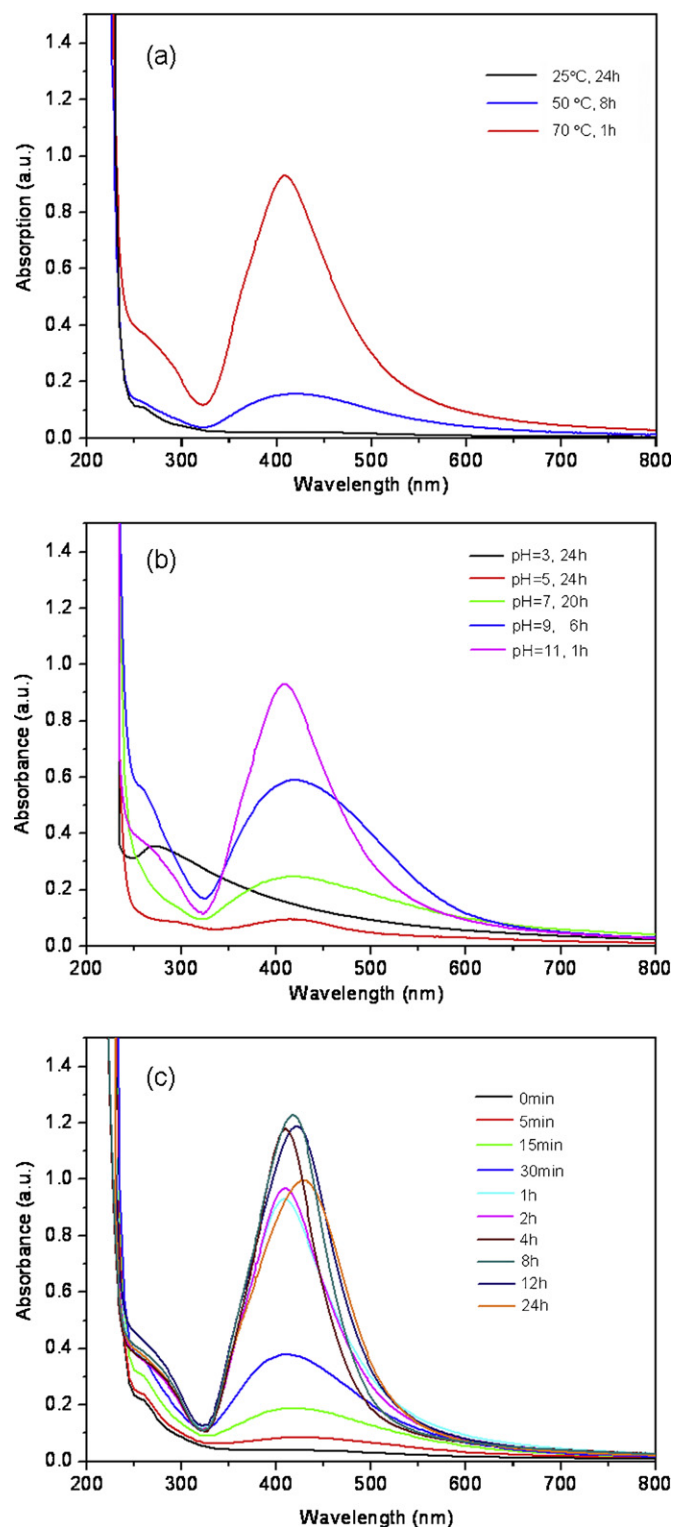 (a)
25°C, 24h
50 °C, 8h
70 °C, 1h
Absorption (a.u.)
1.4
1.2
1.0
0.8
0.6
0.4
0.2
0.0
200 300 400 500 600 700 800
Wavelength (nm)
(b)
pH=3, 24h
pH=5, 24h
pH=7, 20h
pH=9, 6h
pH=11, 1h
Absorbance (a.u.)
1.4
1.2
1.0
0.8
0.6
0.4
0.2
0.0
200 300 400 500 600 700 800
Wavelength (nm)
(c)
0min
5min
15min
30min
1h
2h
4h
8h
12h
24h
Absorbance (a.u.)
1.4
1.2
1.0
0.8
0.6
0.4
0.2
0.0
200 300 400 500 600 700 800
Wavelength (nm)